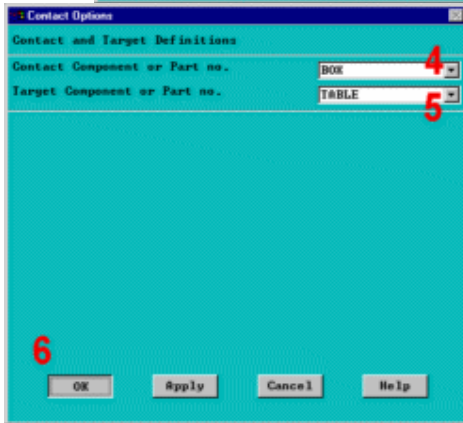 Contact Options
Contact and Target Definitions
Contact Component or Part no. BOX 4
Target Component or Part no. TABLE 5
6
OK Apply Cancel Help